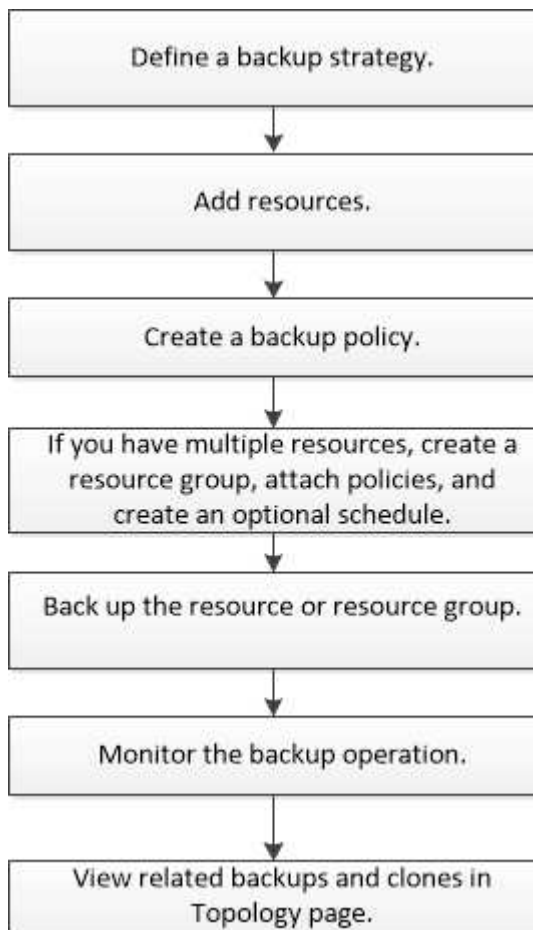 Define a backup strategy.
Add resources.
Create a backup policy.
If you have multiple resources, create a
resource group, attach policies, and
create an optional schedule.
Back up the resource or resource group.
Monitor the backup operation.
View related backups and clones in
Topology page.